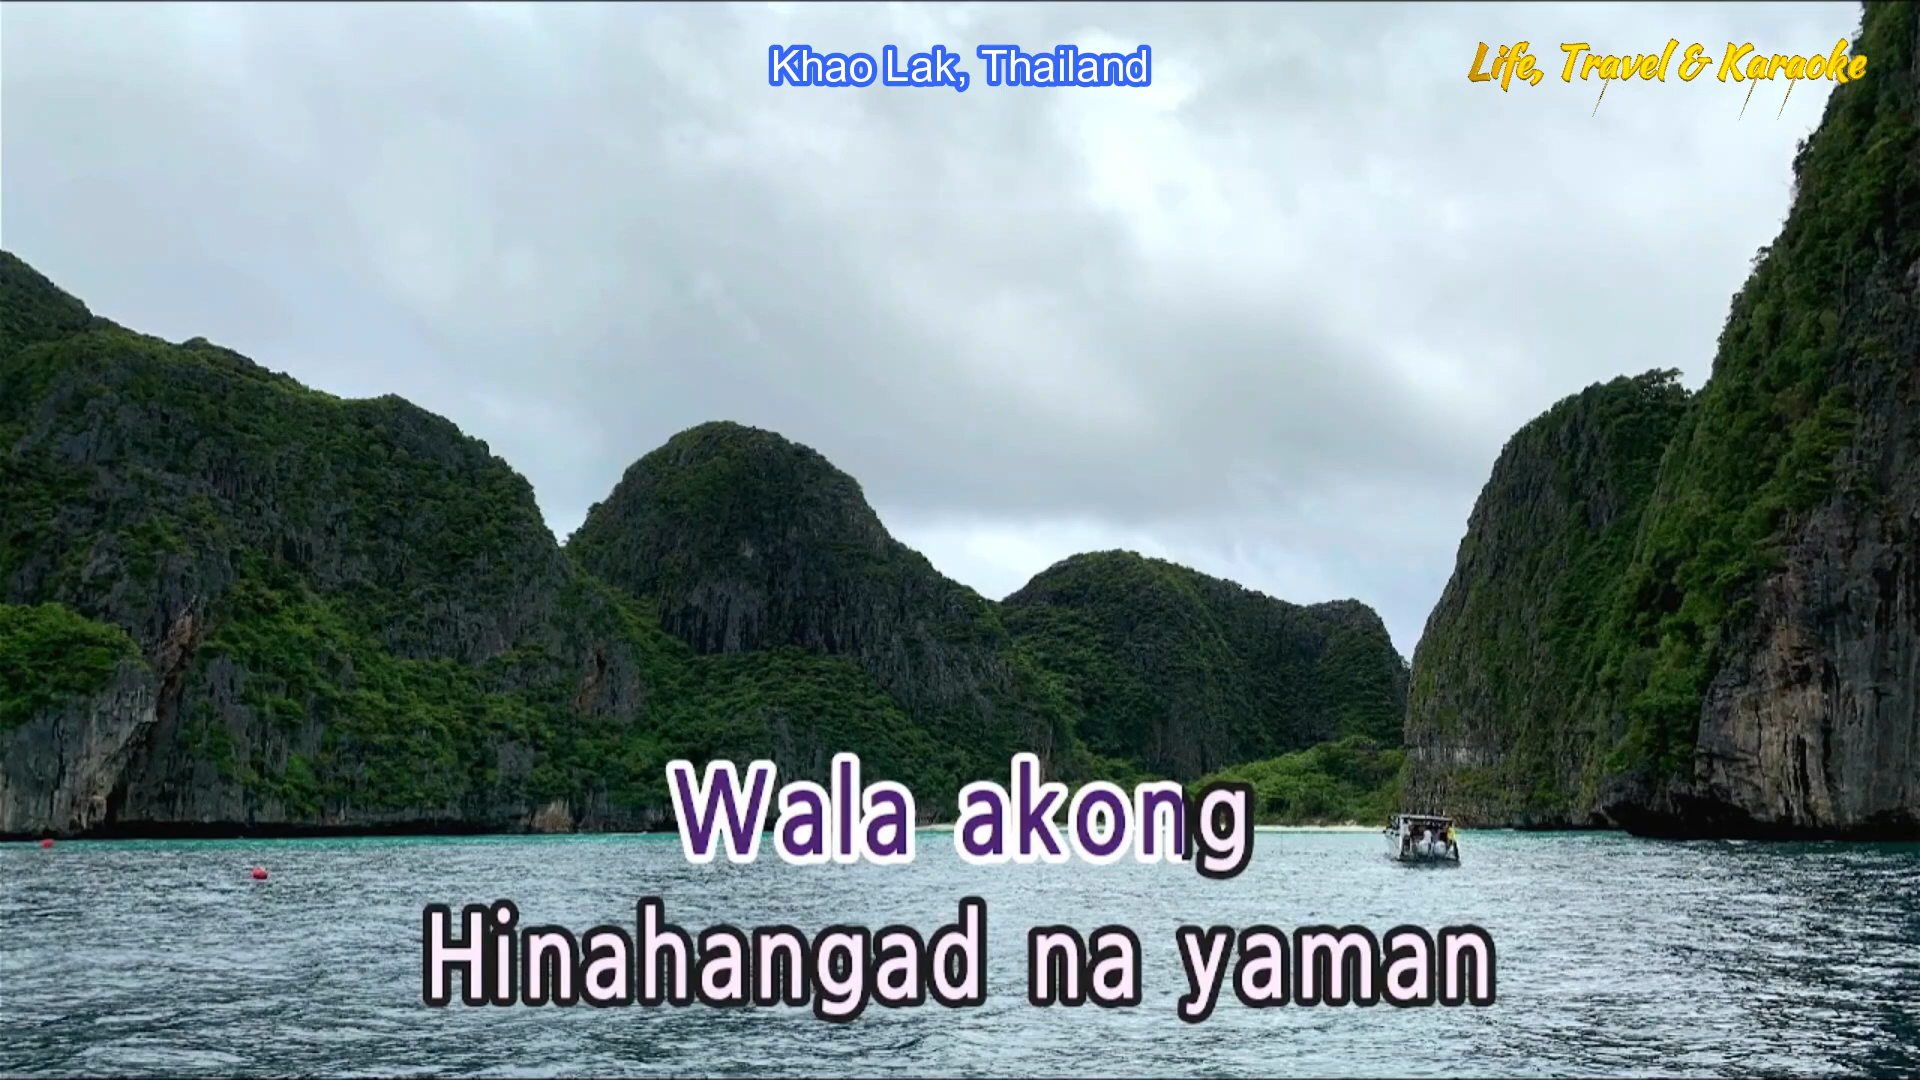 Khao Lak, Thailand
Life, Travel & Karaoke
Wala akong
Hinahangad na yaman